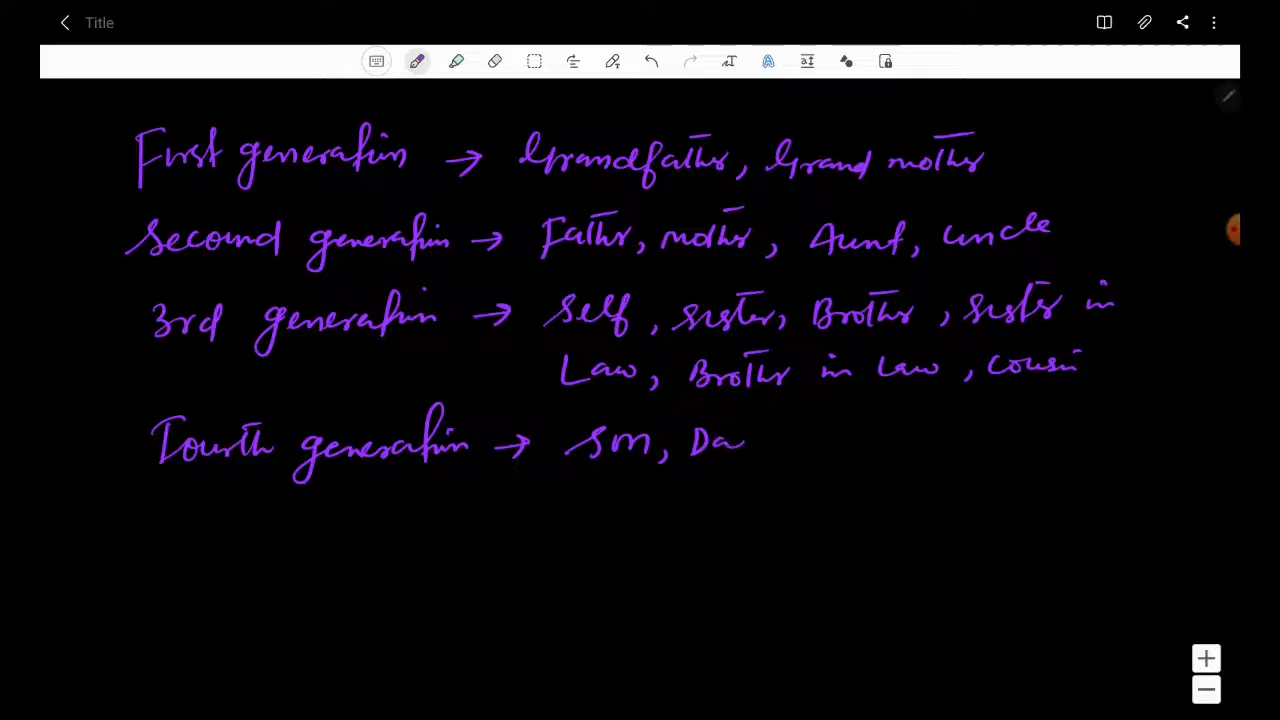 Title
First generation → Grandfather, Grand mother
Second generation → Father, mother, Aunt, uncle
3rd generation → Self, sister, Brother, sister in
Law, Brother in Law, cousin
Fourth generation → son, Da